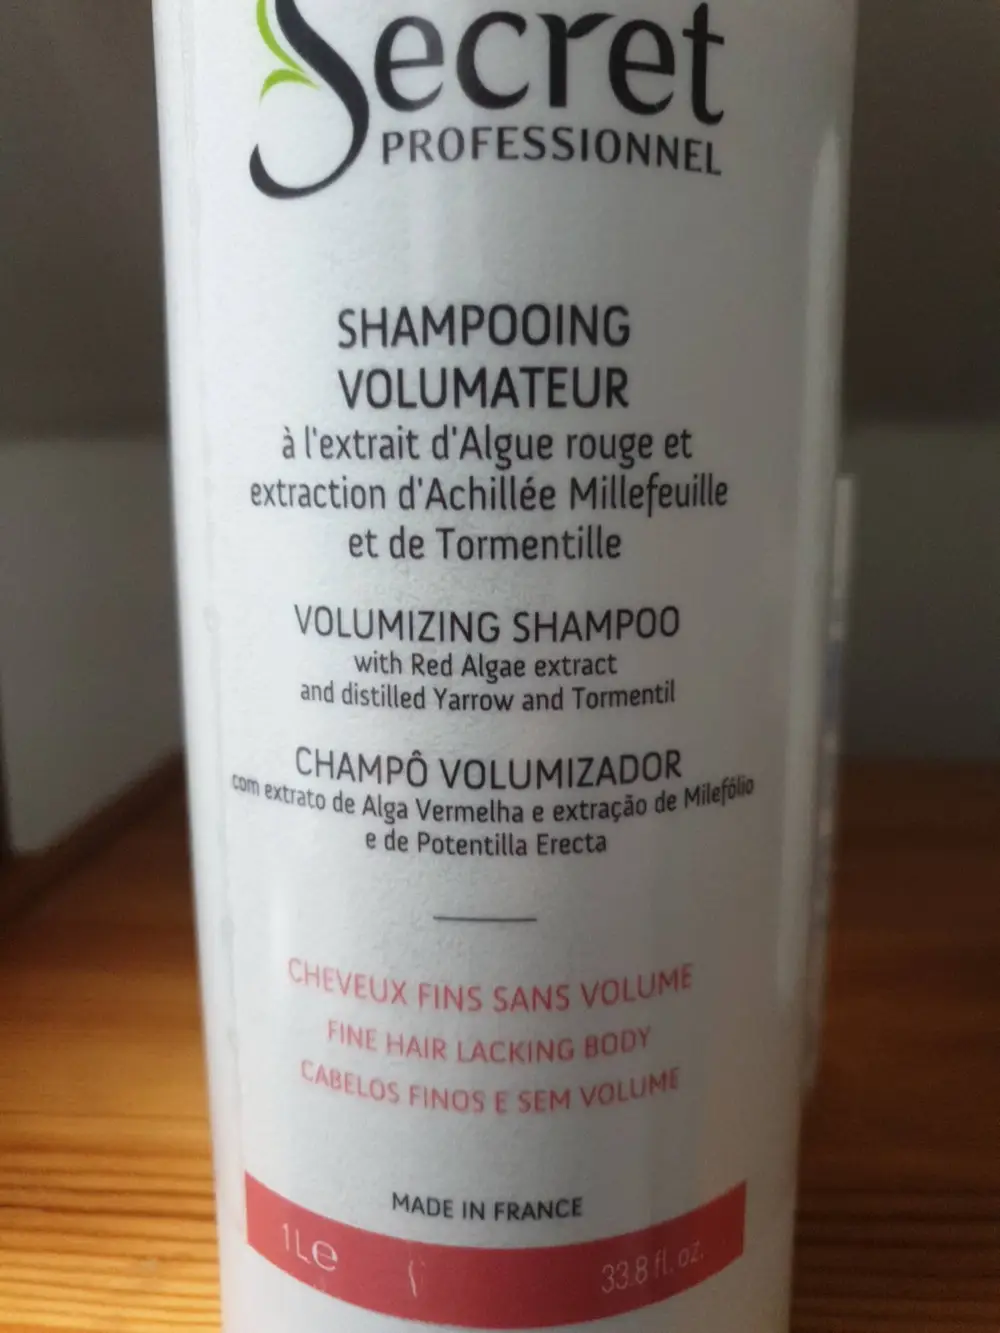 Secret
PROFESSIONNEL
SHAMPOOING
VOLUMATEUR
à l'extrait d'Algue rouge et
extraction d'Achillée Millefeuille
et de Tormentille
VOLUMIZING SHAMPOO
with Red Algae extract
and distilled Yarrow and Tormentil
CHAMPÔ VOLUMIZADOR
com extrato de Alga Vermelha e extração de Milefólio
e de Potentilla Erecta
CHEVEUX FINS SANS VOLUME
FINE HAIR LACKING BODY
CABELOS FINOS E SEM VOLUME
MADE IN FRANCE
1L℮ 33.8 fl. oz.